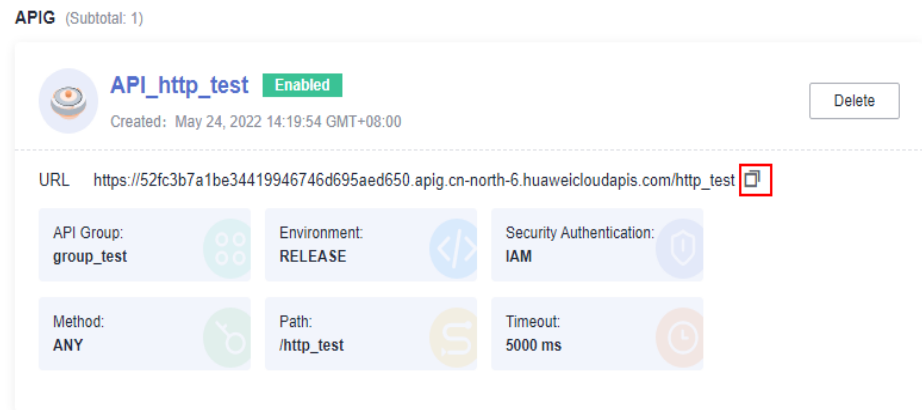 APIG (Subtotal: 1)
API_http_test Enabled
Delete
Created: May 24, 2022 14:19:54 GMT+08:00
URL https://52fc3b7a1be34419946746d695aed650.apig.cn-north-6.huaweicloudapis.com/http_test
API Group: Environment: Security Authentication:
group_test RELEASE IAM
Method: Path: Timeout:
ANY /http_test 5000 ms